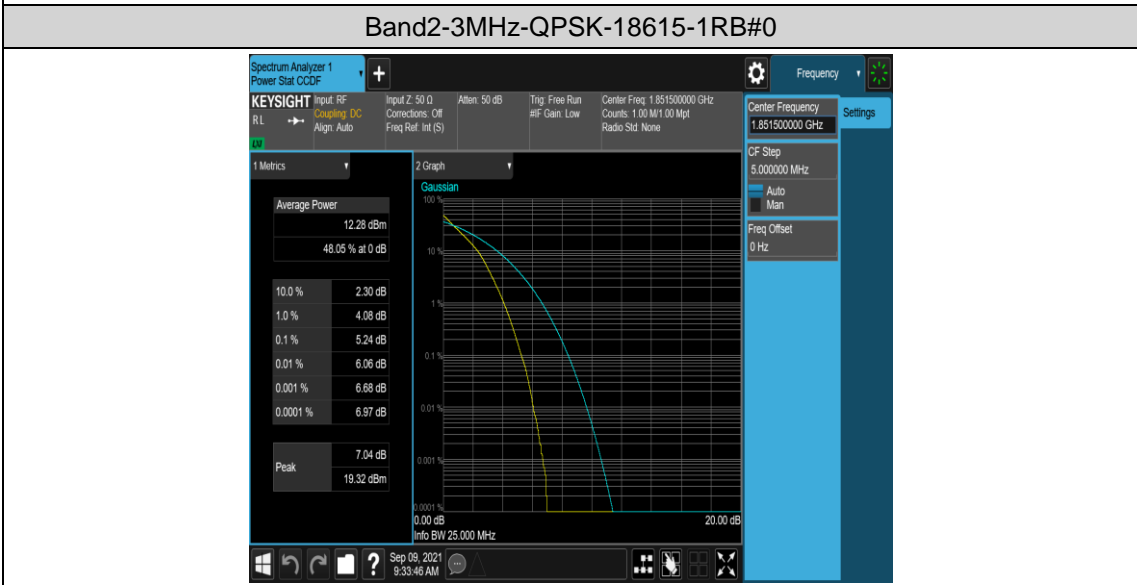 Band2-3MHz-QPSK-18615-1RB#0
Spectrum Analyzer 1
Power Stat CCDF
+
Frequency
KEYSIGHT
RL
LXI
Input: RF
Coupling: DC
Align: Auto
Input Z: 50 Ω
Corrections: Off
Freq Ref: Int (S)
Atten: 50 dB
Trig: Free Run
#IF Gain: Low
Center Freq: 1.851500000 GHz
Counts: 1.00 M/1.00 Mpt
Radio Std: None
Center Frequency
1.851500000 GHz
Settings
CF Step
5.000000 MHz
Auto
Man
Freq Offset
0 Hz
1 Metrics
Average Power
12.28 dBm
48.05 % at 0 dB
10.0 % 2.30 dB
1.0 % 4.08 dB
0.1 % 5.24 dB
0.01 % 6.06 dB
0.001 % 6.68 dB
0.0001 % 6.97 dB
Peak
7.04 dB
19.32 dBm
2 Graph
Gaussian
100 %
10 %
1 %
0.1 %
0.01 %
0.001 %
0.0001 %
0.00 dB 20.00 dB
Info BW 25.000 MHz
?
Sep 09, 2021
9:33:46 AM